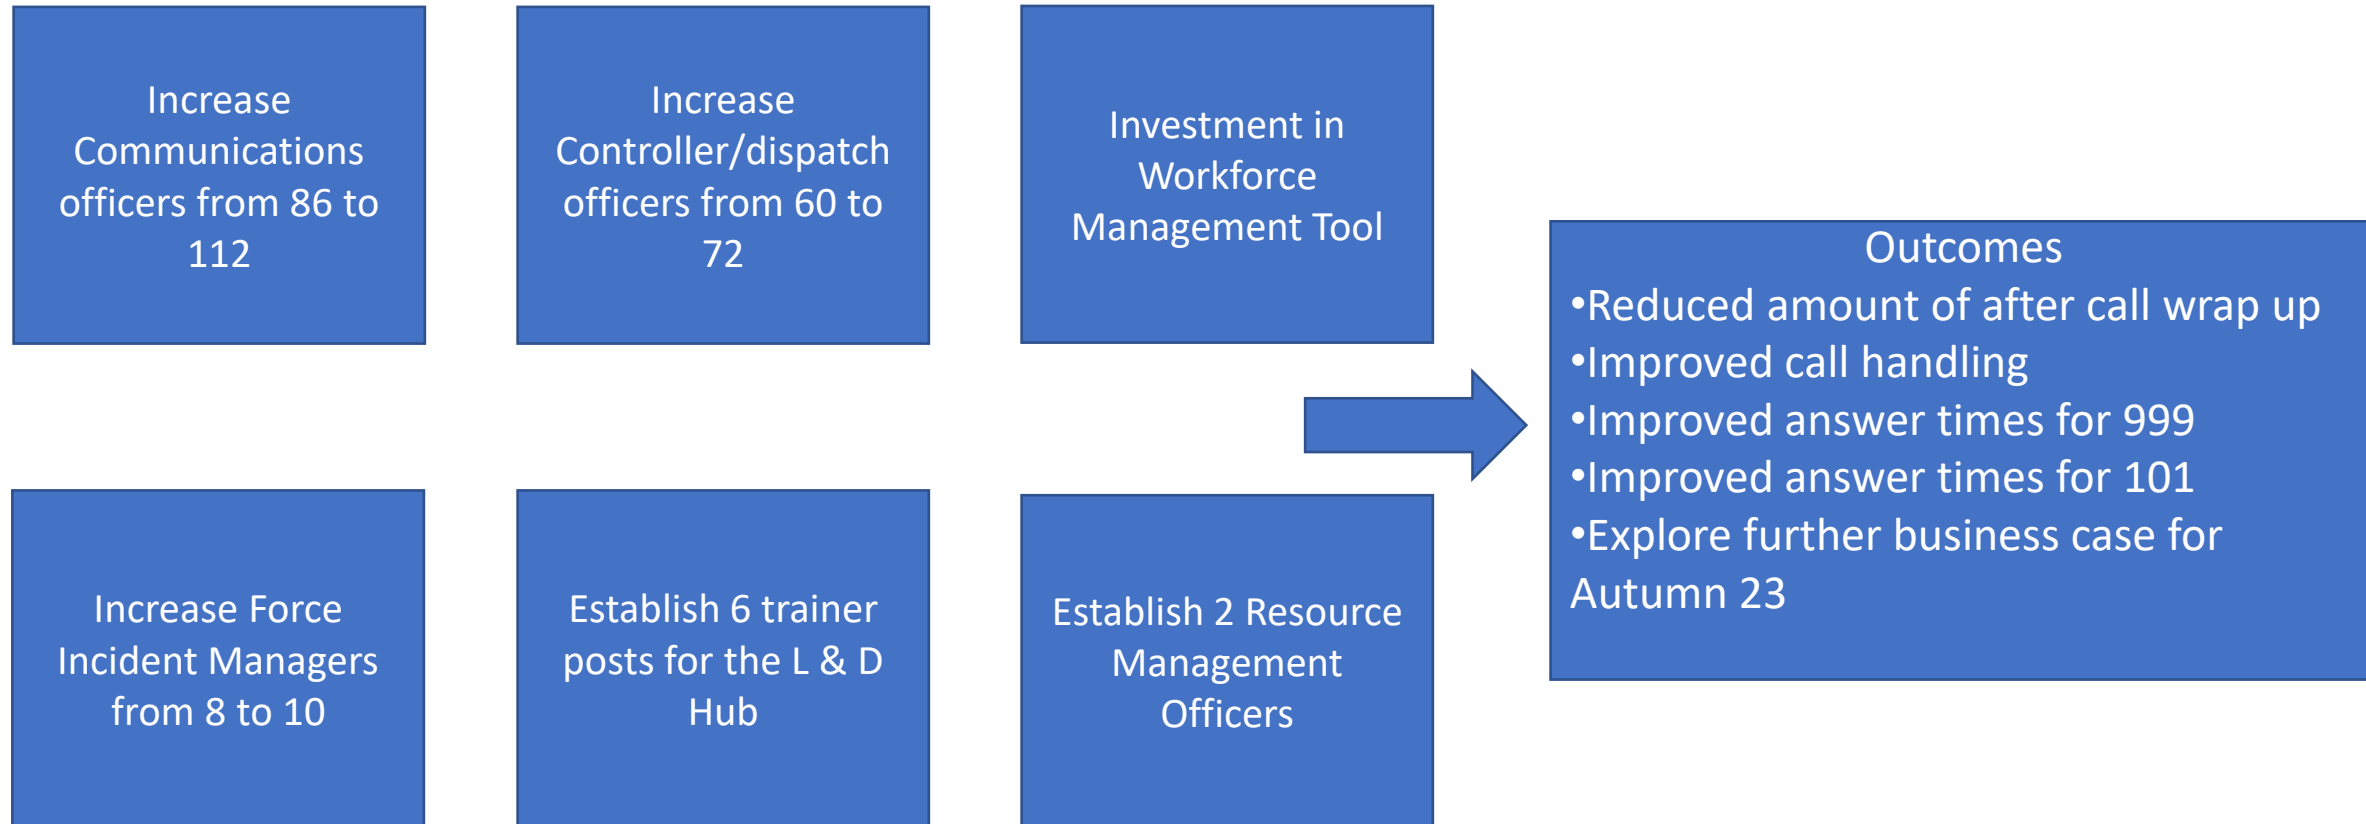 Increase
Communications
officers from 86 to
112
Increase
Controller/dispatch
officers from 60 to
72
Investment in
Workforce
Management Tool
Increase Force
Incident Managers
from 8 to 10
Establish 6 trainer
posts for the L & D
Hub
Establish 2 Resource
Management
Officers
Outcomes
•Reduced amount of after call wrap up
•Improved call handling
•Improved answer times for 999
•Improved answer times for 101
•Explore further business case for
Autumn 23